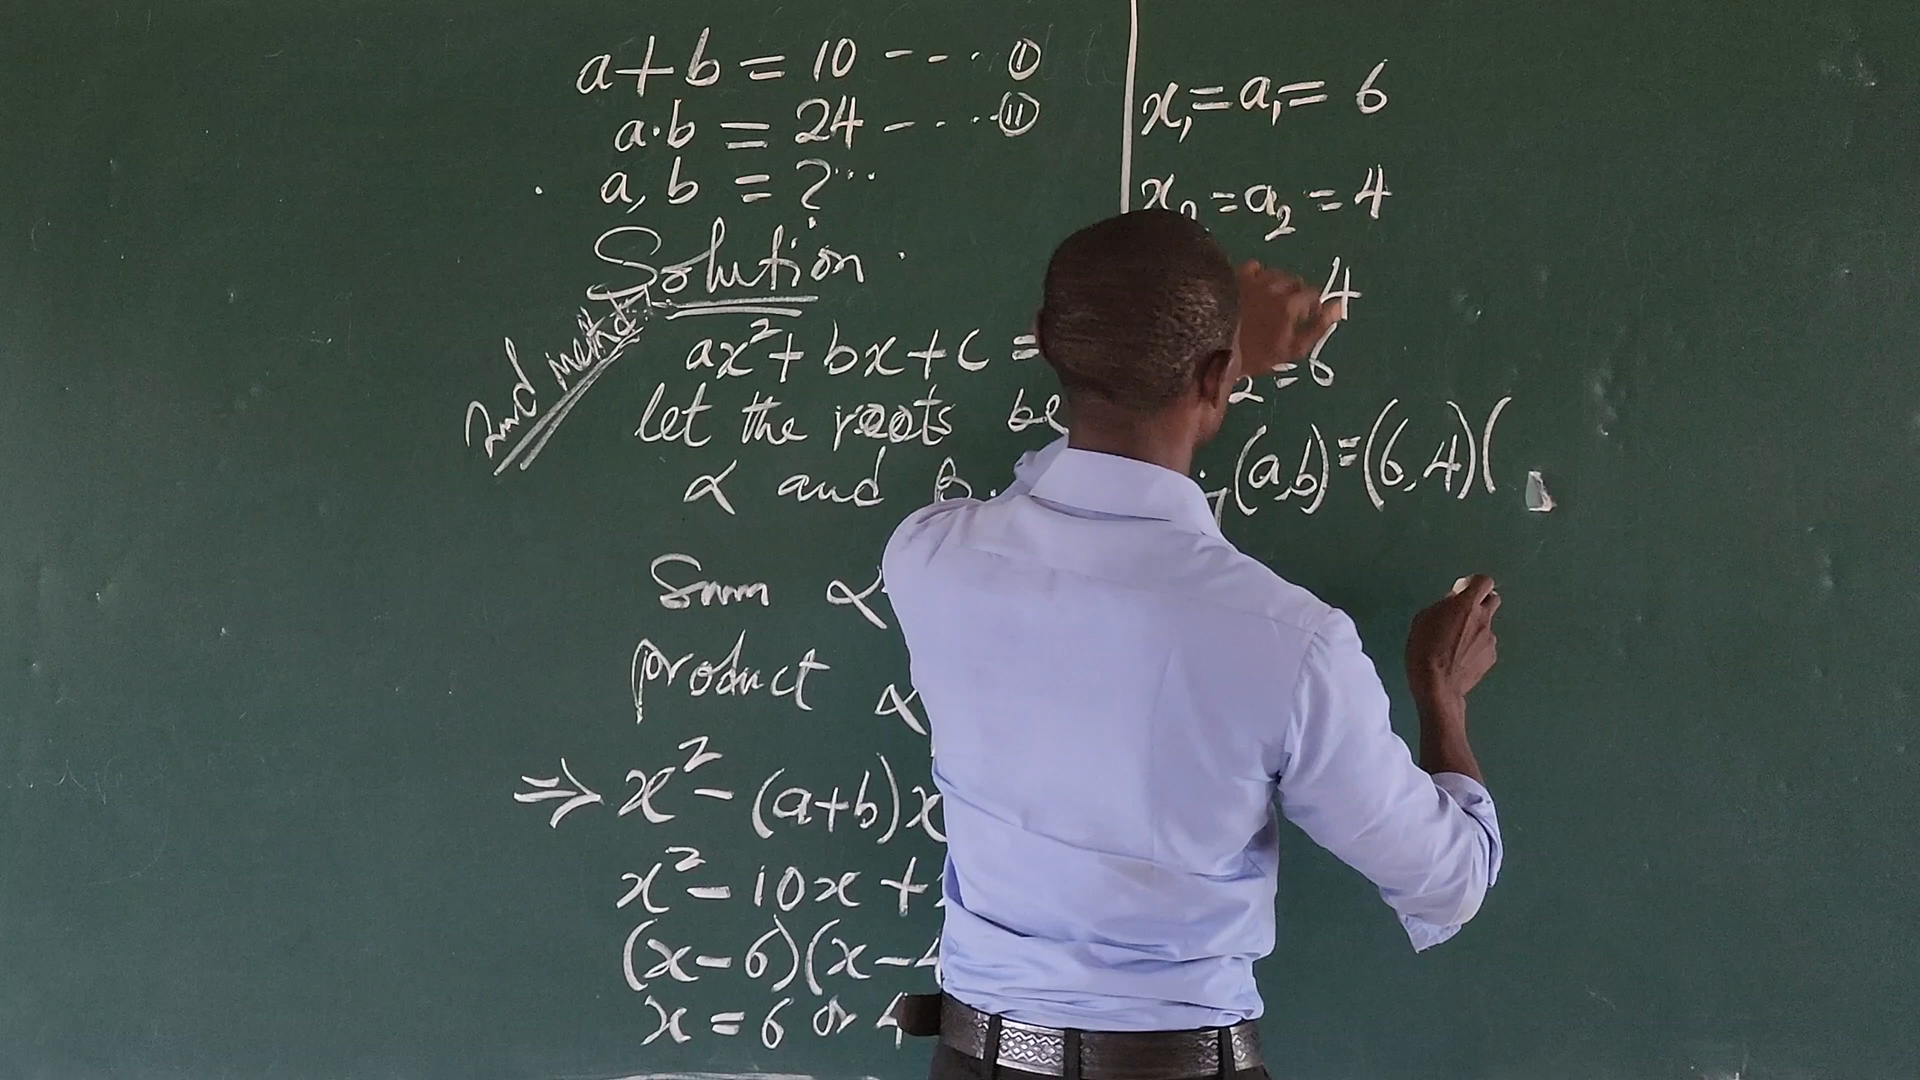 a+b = 10 - - - ①
a·b = 24 - - - - ⑪
a, b = ?
Solution
2nd method
ax²+ bx+c =
let the roots be
α and β
Sum α
product α
⇒ x² - (a+b)x
x² - 10x +
(x-6)(x-4
x = 6 or 4
x₁ = a₁ = 6
x₂ = a₂ = 4
4
₂ = 6
(a,b) = (6,4)(